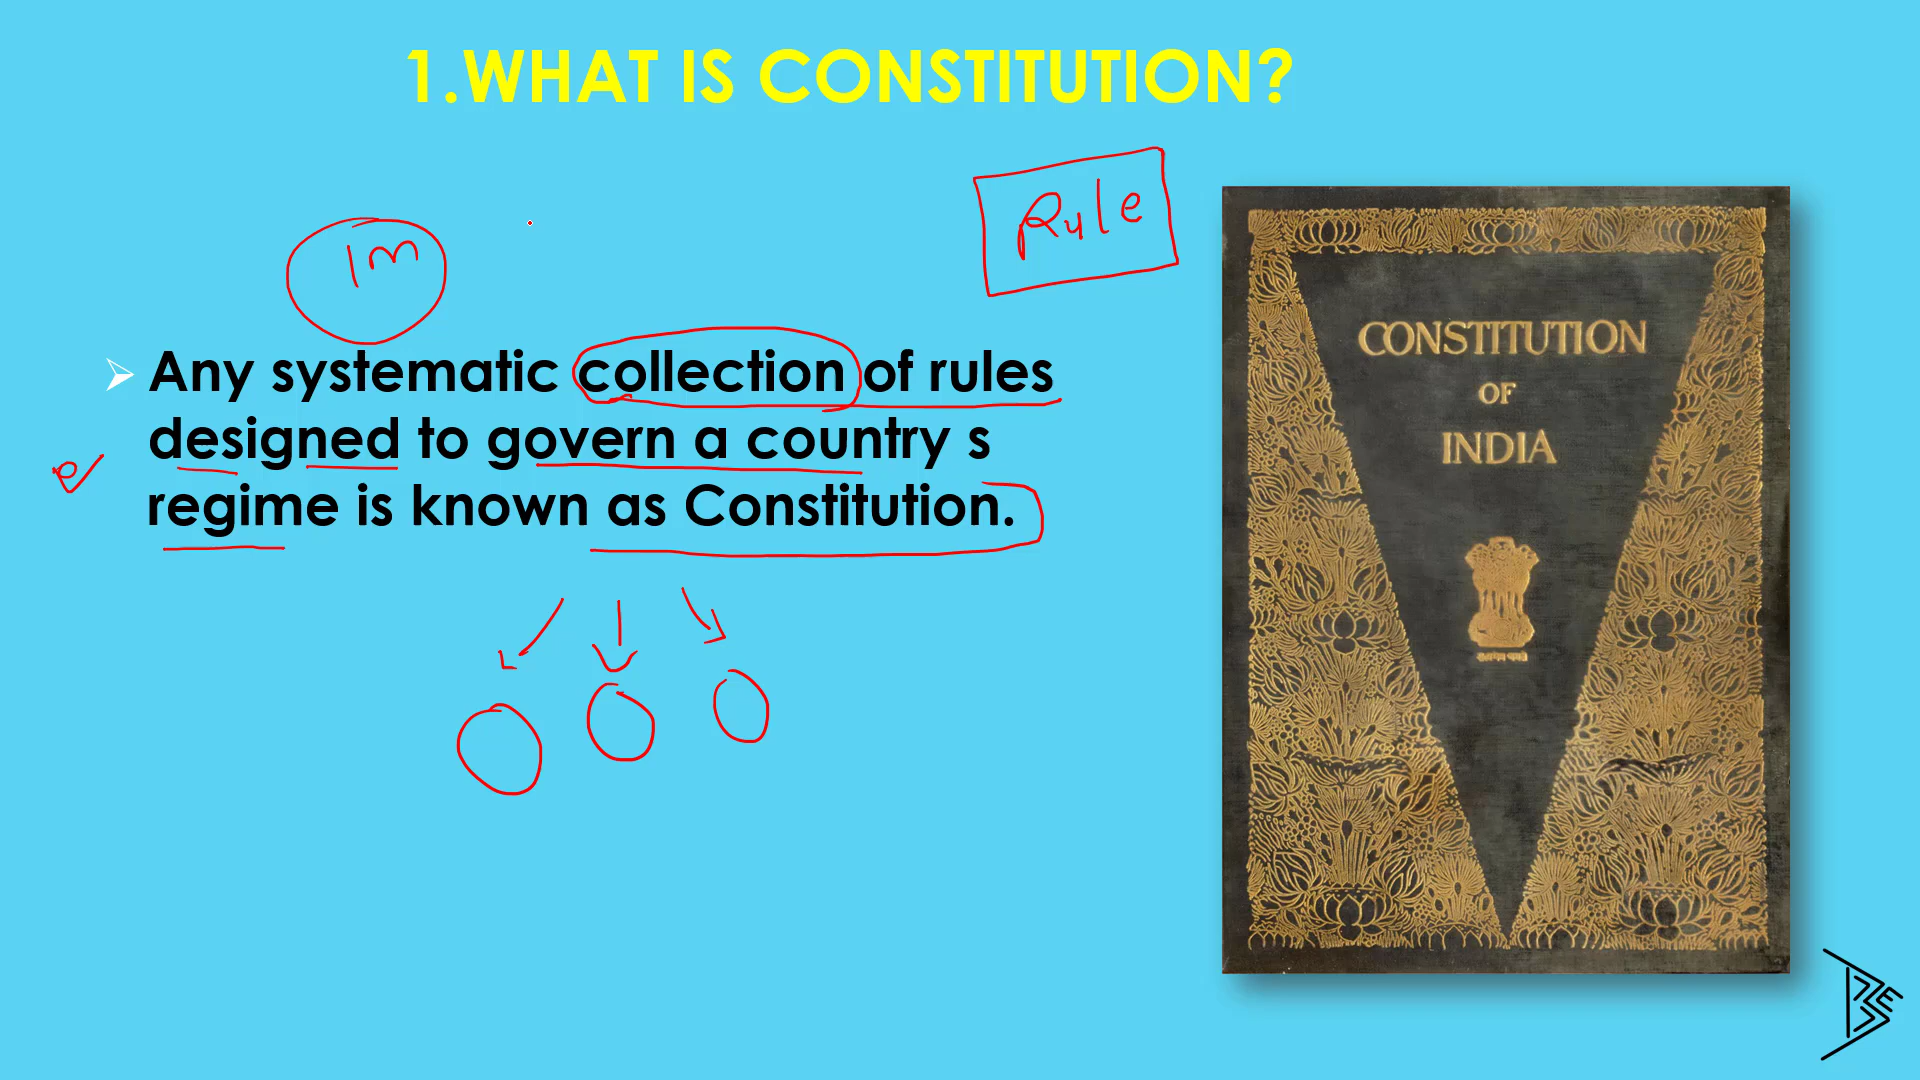 1.WHAT IS CONSTITUTION?
Rule
1m
Any systematic collection of rules
designed to govern a country s
regime is known as Constitution.
CONSTITUTION
OF
INDIA